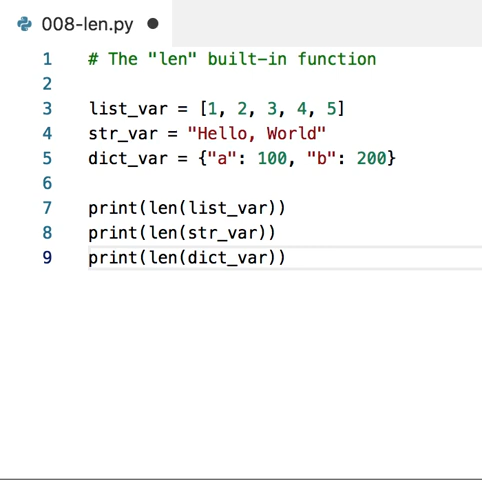 008-len.py
1 # The "len" built-in function
2
3 list_var = [1, 2, 3, 4, 5]
4 str_var = "Hello, World"
5 dict_var = {"a": 100, "b": 200}
6
7 print(len(list_var))
8 print(len(str_var))
9 print(len(dict_var))